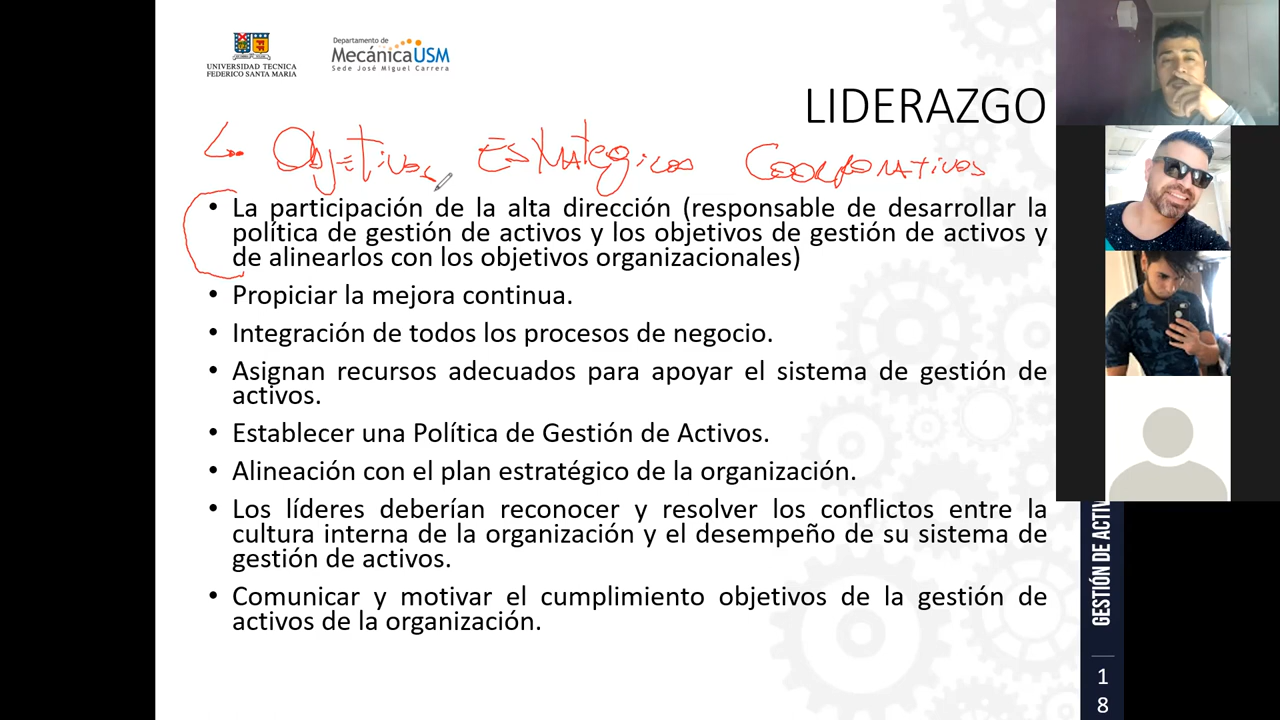 UNIVERSIDAD TECNICA
FEDERICO SANTA MARIA
Departamento de
MecánicaUSM
Sede José Miguel Carrera
LIDERAZGO
OBJETIVOS ESTRATEGICOS COORPORATIVOS
• La participación de la alta dirección (responsable de desarrollar la
política de gestión de activos y los objetivos de gestión de activos y
de alinearlos con los objetivos organizacionales)
• Propiciar la mejora continua.
• Integración de todos los procesos de negocio.
• Asignan recursos adecuados para apoyar el sistema de gestión de
activos.
• Establecer una Política de Gestión de Activos.
• Alineación con el plan estratégico de la organización.
• Los líderes deberían reconocer y resolver los conflictos entre la
cultura interna de la organización y el desempeño de su sistema de
gestión de activos.
• Comunicar y motivar el cumplimiento objetivos de la gestión de
activos de la organización.
GESTIÓN DE ACTIV
1
8